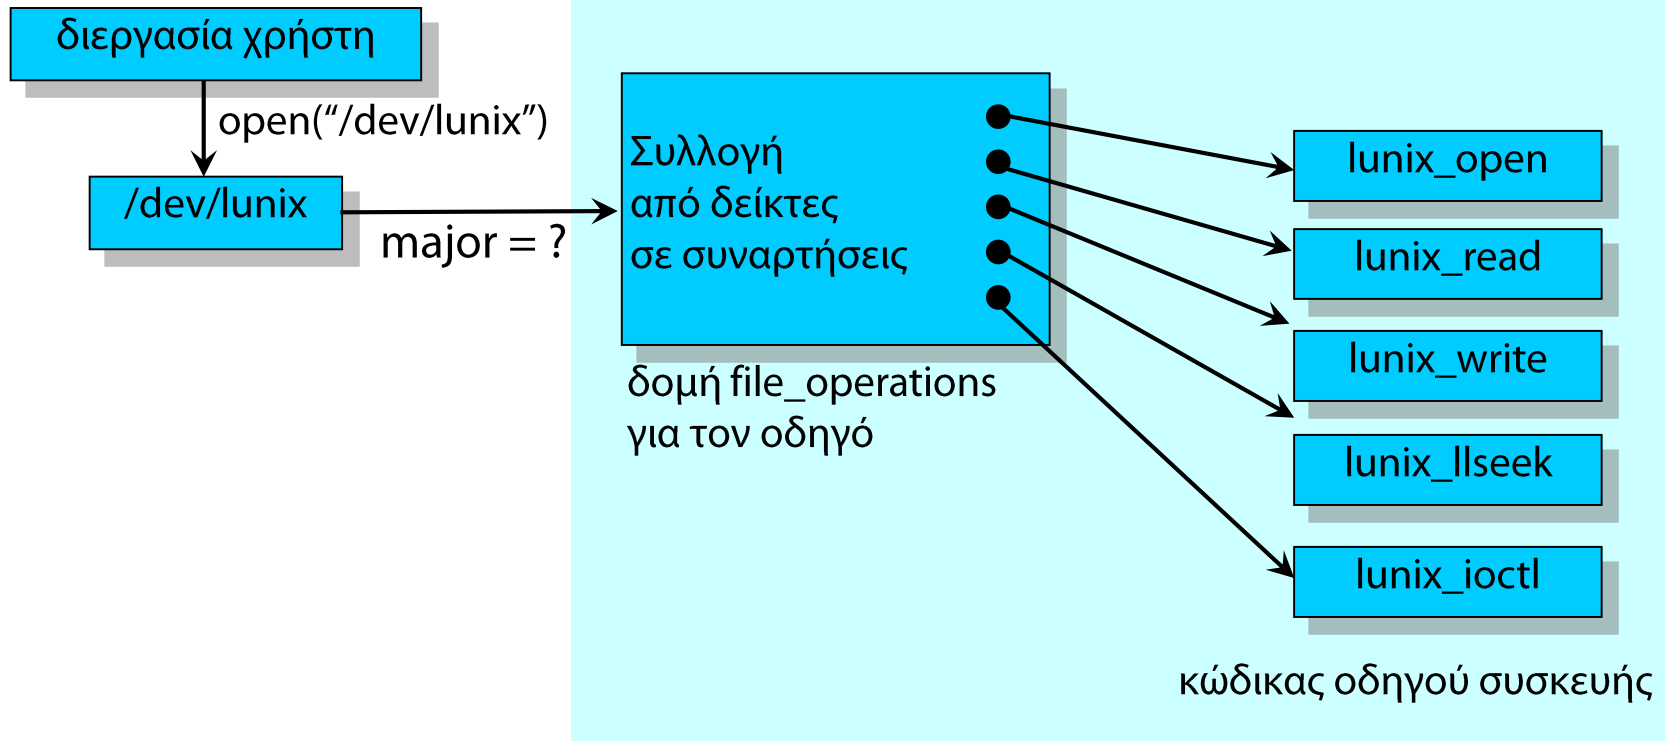 διεργασία χρήστη
open(“/dev/lunix”)
/dev/lunix
major = ?
Συλλογή
από δείκτες
σε συναρτήσεις
δομή file_operations
για τον οδηγό
lunix_open
lunix_read
lunix_write
lunix_llseek
lunix_ioctl
κώδικας οδηγού συσκευής